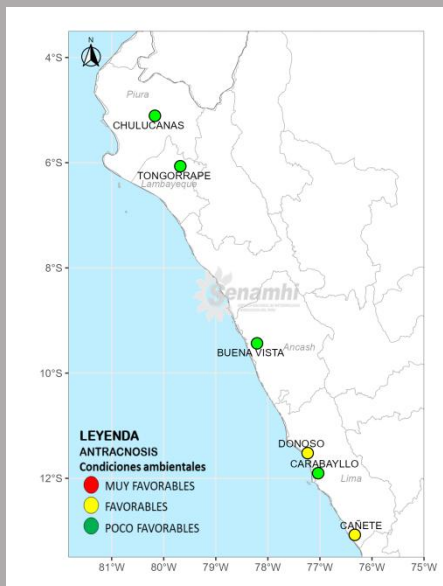 N
4°S
Piura
CHULUCANAS
6°S
TONGORRAPE
Lambayeque
8°S
Senamhi
BUENA VISTA
Ancash
10°S
LEYENDA
ANTRACNOSIS
Condiciones ambientales
MUY FAVORABLES
FAVORABLES
POCO FAVORABLES
DONOSO
CARABAYLLO
12°S
Lima
CAÑETE
81°W 80°W 79°W 78°W 77°W 76°W 75°W